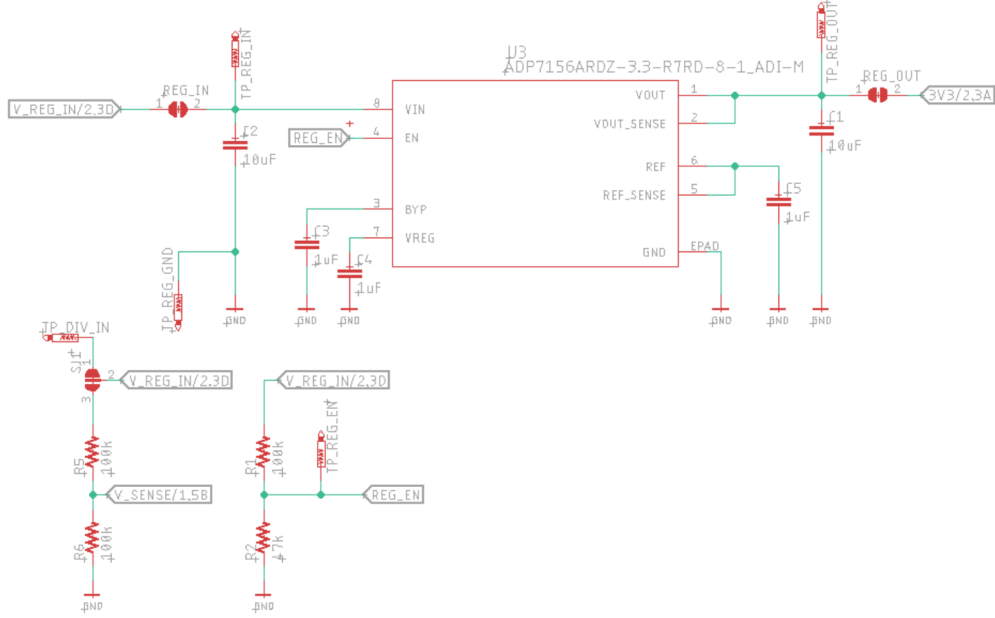 TP_REG_IN
TP_REG_OUT
U3
ADP7156ARDZ-3.3-R7RD-8-1_ADI-M
REG_IN
REG_OUT
V_REG_IN/2.3D
1
2
8
VIN
VOUT
1
1
2
3V3/2.3A
C2
10uF
REG_EN
4
EN
VOUT_SENSE
2
C1
10uF
REF
6
REF_SENSE
5
C5
1uF
3
BYP
C3
1uF
7
VREG
C4
1uF
GND
EPAD
TP_REG_GND
GND
GND
GND
GND
GND
GND
TP_DIV_IN
SJ1
1
2
3
V_REG_IN/2.3D
V_REG_IN/2.3D
R5
100k
R1
100k
TP_REG_EN
V_SENSE/1.5B
REG_EN
R6
100k
R2
47k
GND
GND